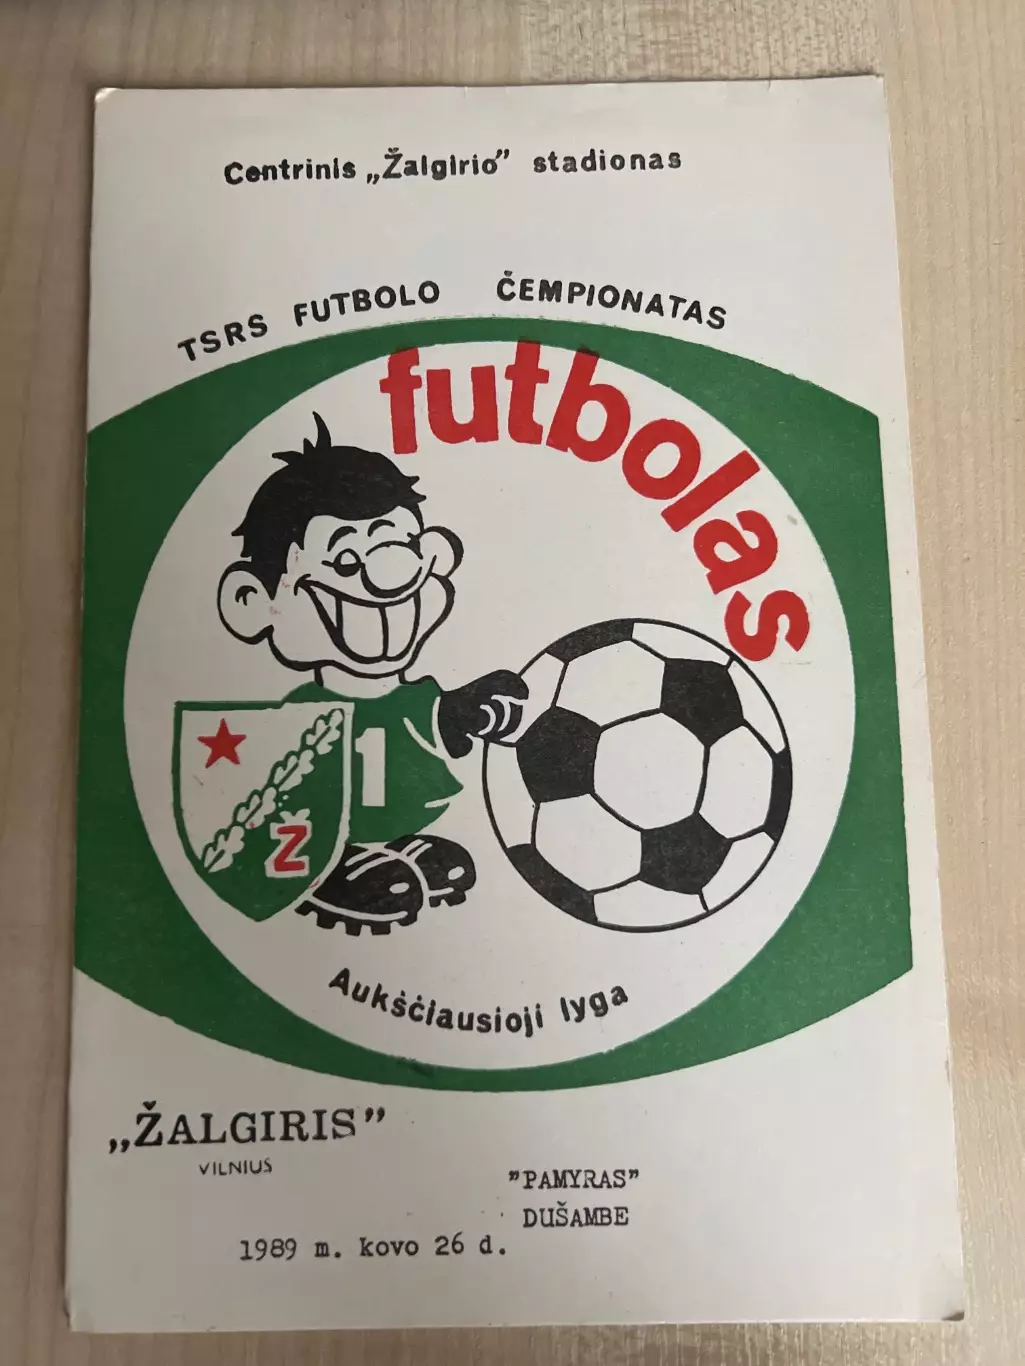 Centrinis „Žalgirio” stadionas
TSRS FUTBOLO ČEMPIONATAS
futbolas
1
Ž
Aukščiausioji lyga
„ŽALGIRIS”
VILNIUS
"PAMYRAS"
DUŠAMBE
1989 m. kovo 26 d.